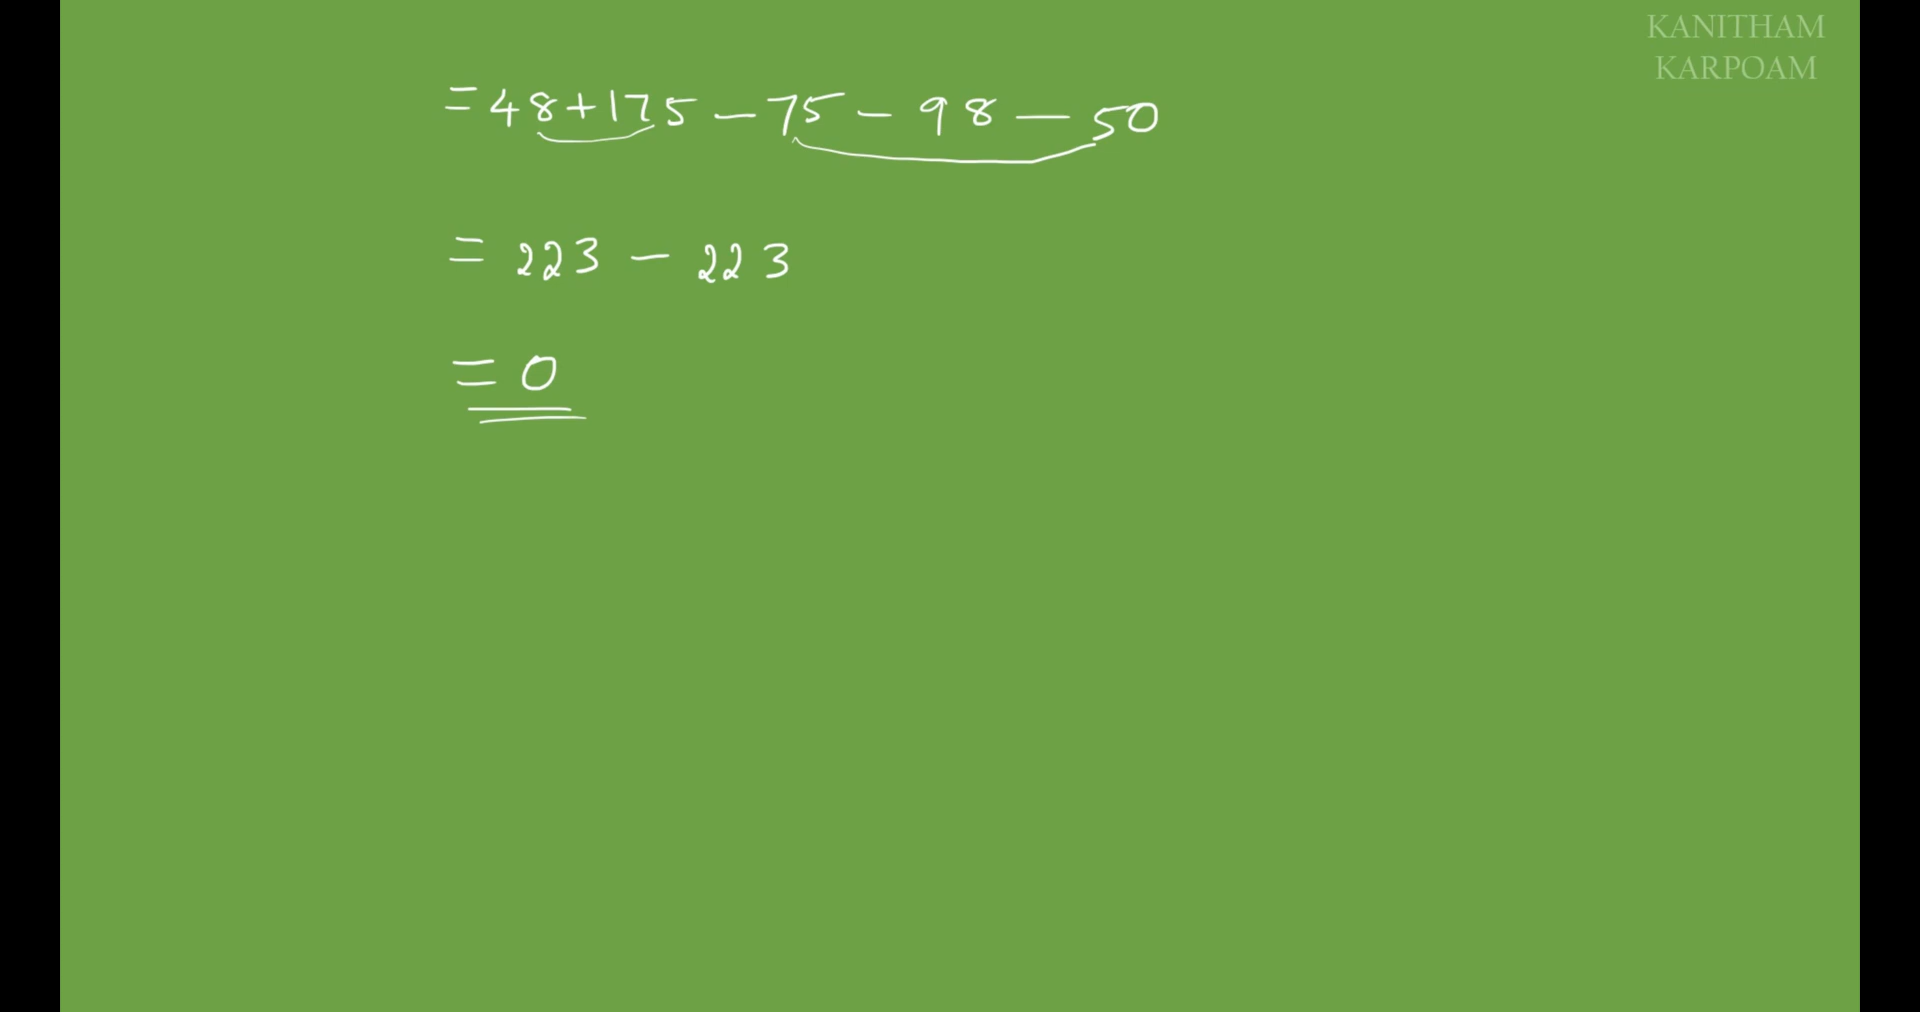 KANITHAM
KARPOAM
= 48 + 175 - 75 - 98 - 50
= 223 - 223
= 0